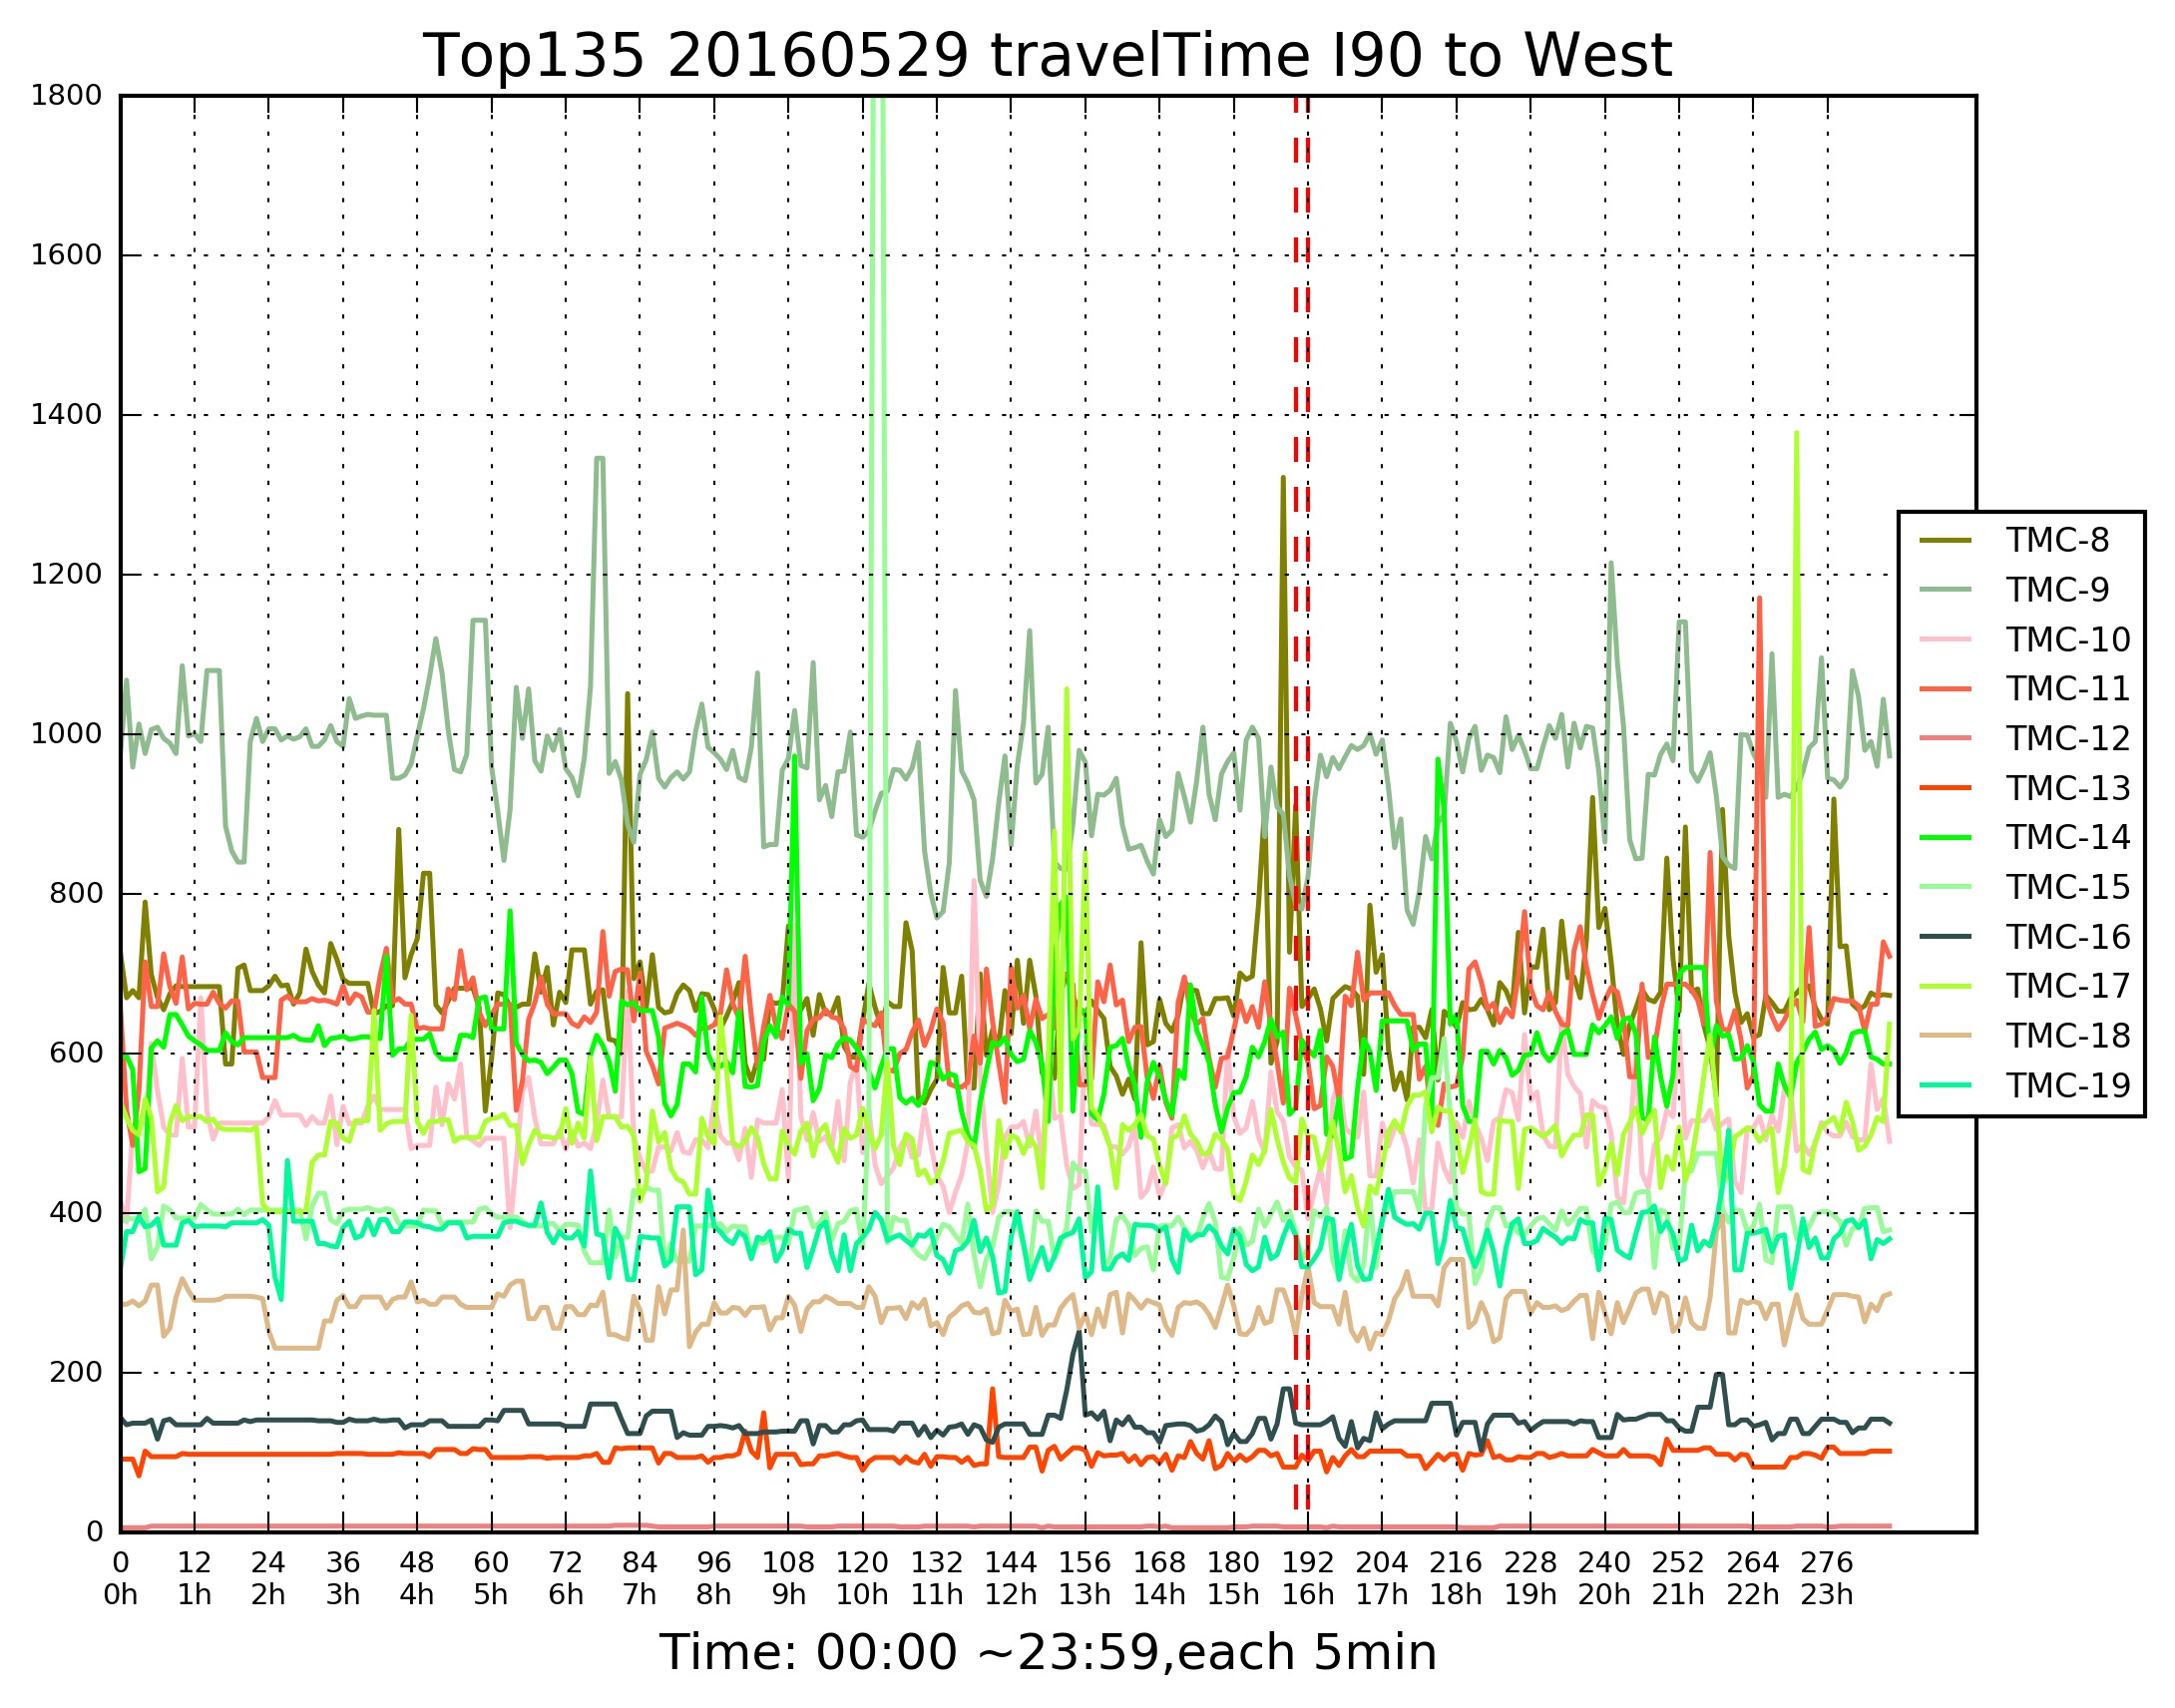 Top135 20160529 travelTime I90 to West
1800
1600
1400
1200
1000
800
600
400
200
0
TMC-8
TMC-9
TMC-10
TMC-11
TMC-12
TMC-13
TMC-14
TMC-15
TMC-16
TMC-17
TMC-18
TMC-19
0 12 24 36 48 60 72 84 96 108 120 132 144 156 168 180 192 204 216 228 240 252 264 276
0h 1h 2h 3h 4h 5h 6h 7h 8h 9h 10h 11h 12h 13h 14h 15h 16h 17h 18h 19h 20h 21h 22h 23h
Time: 00:00 ~23:59,each 5min